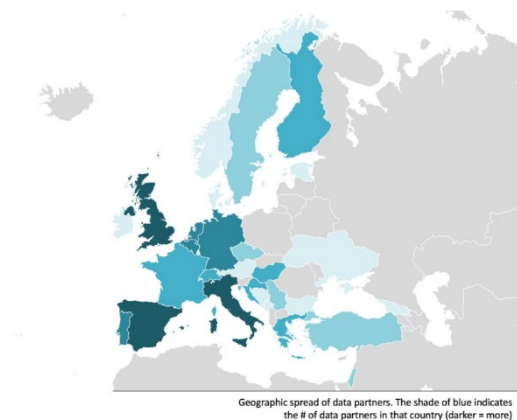 Geographic spread of data partners. The shade of blue indicates
the # of data partners in that country (darker = more)